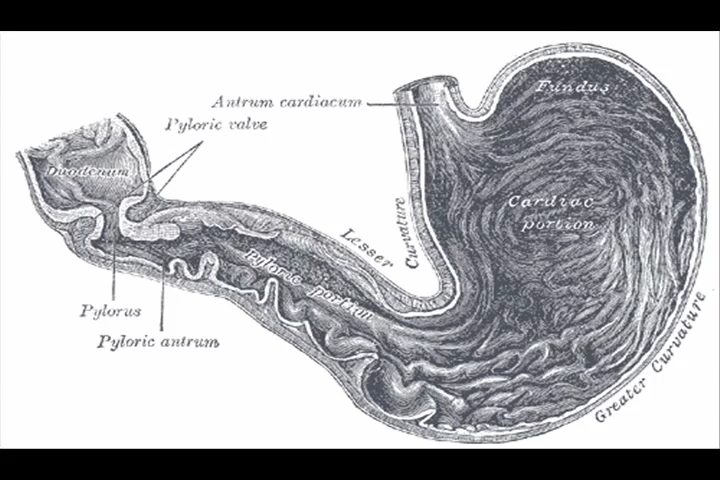 Fundus
Antrum cardiacum
Pyloric valve
Duodenum
Cardiac
portion
Lesser
Curvature
Pyloric portion
Pylorus
Pyloric antrum
Greater Curvature